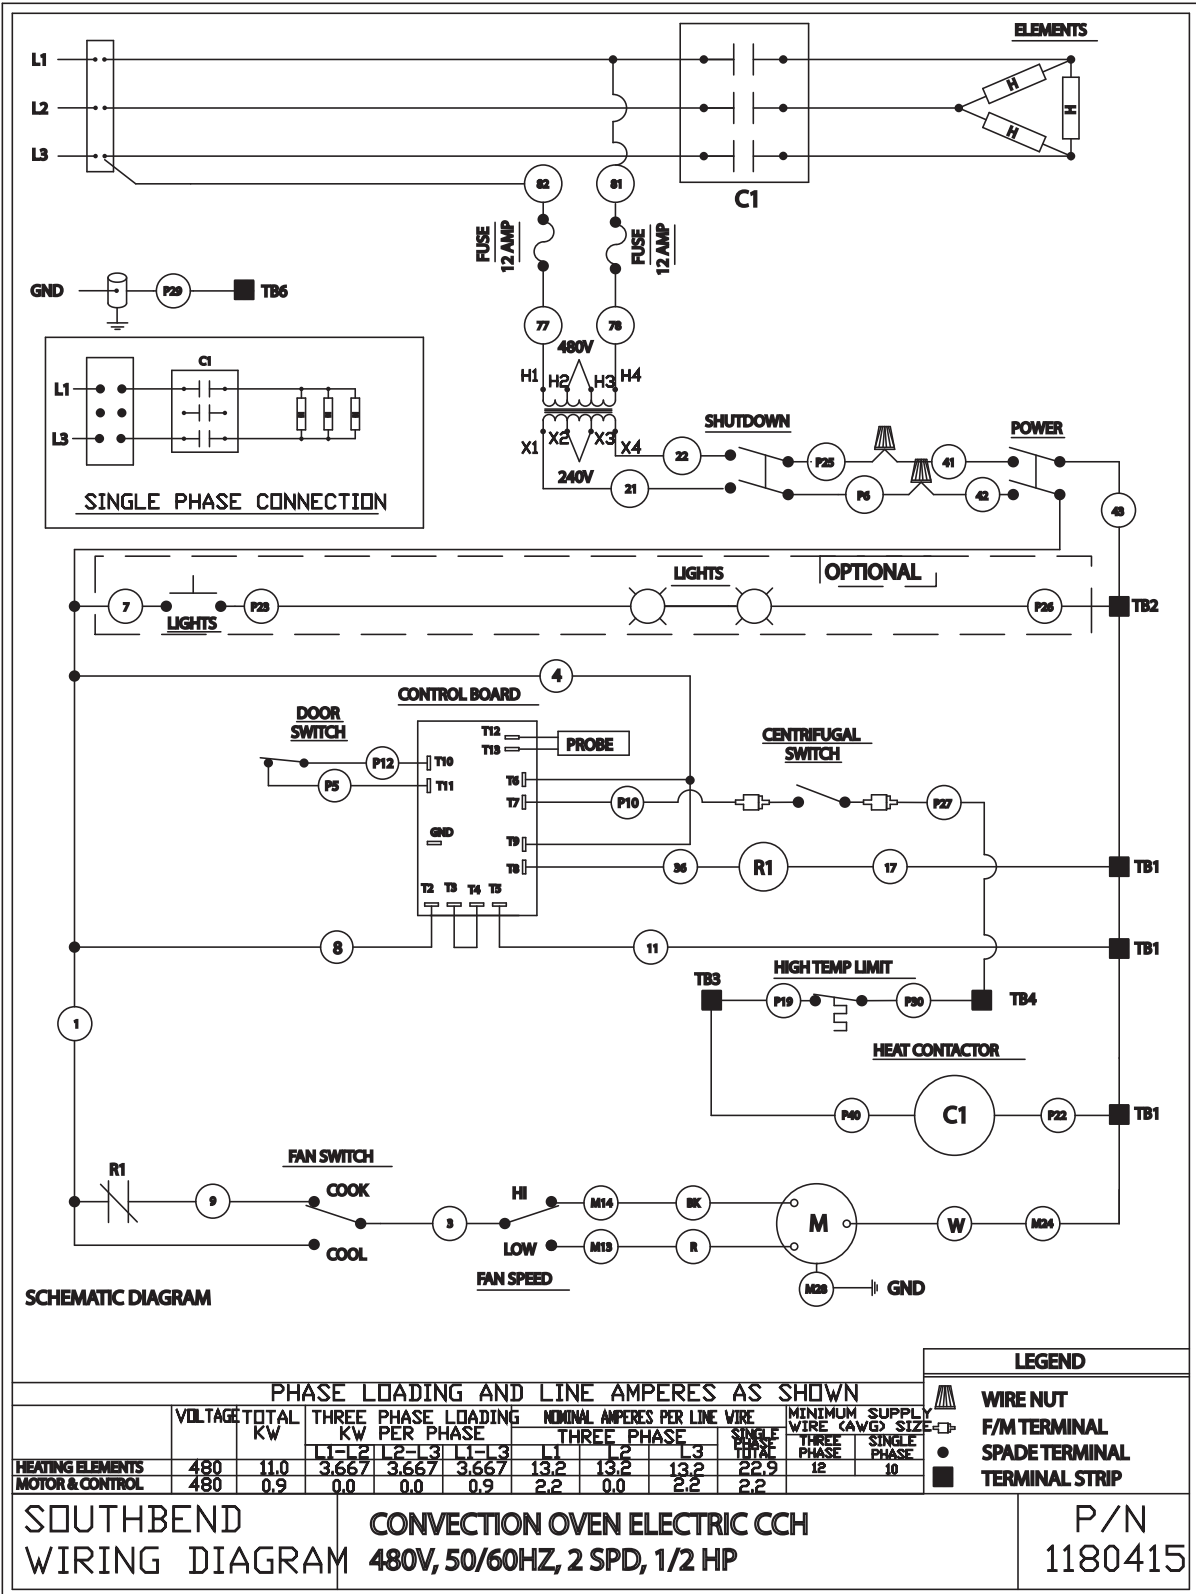 ELEMENTS
L1
L2
L3
C1
H
H
H
82
81
FUSE
12 AMP
FUSE
12 AMP
GND
P29
TB6
77
78
480V
H1
H2
H3
H4
X1
X2
X3
X4
240V
C1
L1
L3
SINGLE PHASE CONNECTION
SHUTDOWN
POWER
22
P25
41
21
P6
42
43
LIGHTS
OPTIONAL
7
P23
P26
TB2
LIGHTS
4
CONTROL BOARD
DOOR
SWITCH
P12
P5
T10
T11
T12
T13
PROBE
CENTRIFUGAL
SWITCH
T6
T7
P10
P27
GND
T9
T8
36
R1
17
TB1
T2 T3 T4 T5
8
11
TB1
HIGH TEMP LIMIT
TB3
P19
P30
TB4
1
HEAT CONTACTOR
P40
C1
P22
TB1
FAN SWITCH
R1
9
COOK
COOL
3
HI
LOW
FAN SPEED
M14
BK
M13
R
M
W
M24
M28
GND
SCHEMATIC DIAGRAM
LEGEND
WIRE NUT
F/M TERMINAL
SPADE TERMINAL
TERMINAL STRIP
PHASE LOADING AND LINE AMPERES AS SHOWN
VOLTAGE
TOTAL
KW
THREE PHASE LOADING
KW PER PHASE
L1-L2 L2-L3 L1-L3
NOMINAL AMPERES PER LINE WIRE
THREE PHASE
L1 L2 L3
SINGLE
PHASE
TOTAL
MINIMUM SUPPLY
WIRE (AWG) SIZE
THREE
PHASE
SINGLE
PHASE
HEATING ELEMENTS 480 11.0 3.667 3.667 3.667 13.2 13.2 13.2 22.9 12 10
MOTOR & CONTROL 480 0.9 0.0 0.0 0.9 2.2 0.0 2.2 2.2
SOUTHBEND
WIRING DIAGRAM
CONVECTION OVEN ELECTRIC CCH
480V, 50/60HZ, 2 SPD, 1/2 HP
P/N
1180415